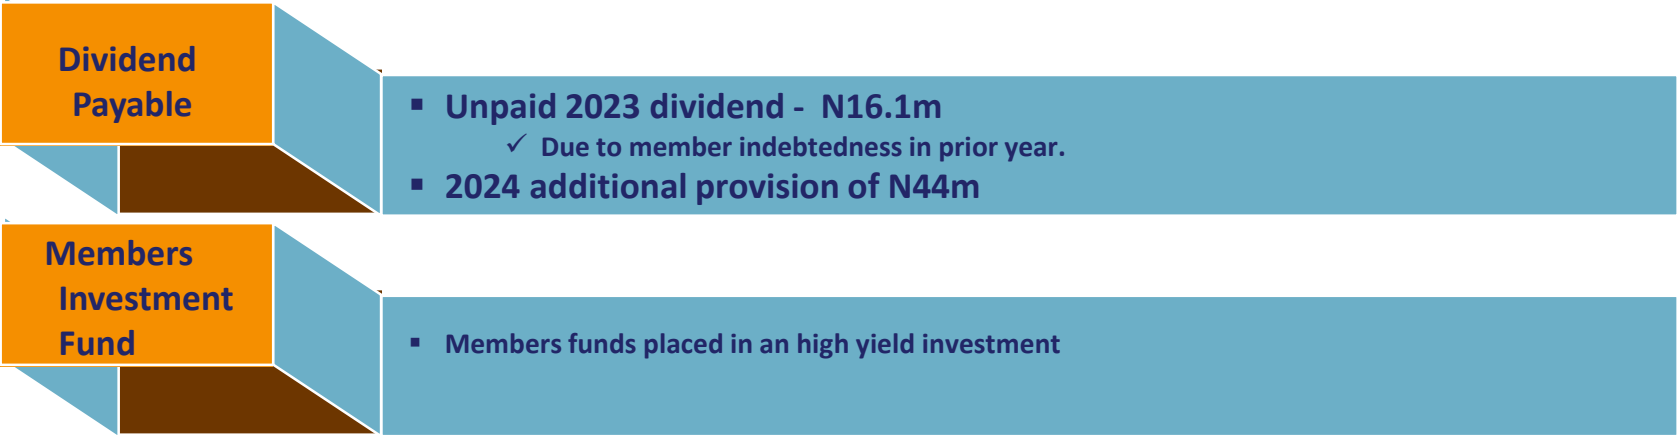 Dividend
Payable
▪ Unpaid 2023 dividend - N16.1m
✓ Due to member indebtedness in prior year.
▪ 2024 additional provision of N44m
Members
Investment
Fund
▪ Members funds placed in an high yield investment